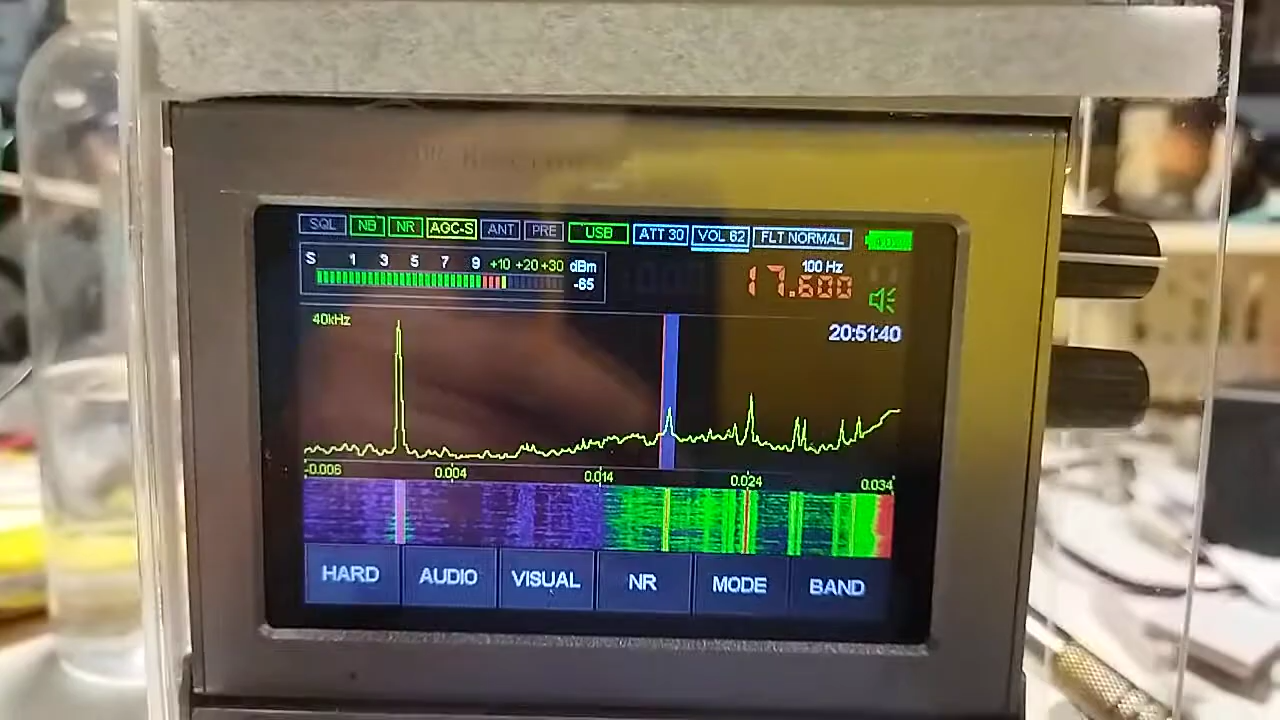 SQL NB NR AGC-S ANT PRE USB ATT 30 VOL 62 FLT NORMAL
S 1 3 5 7 9 +10 +20 +30 dBm
-65
100 Hz
17.600
40kHz
20:51:40
-0.006 0.004 0.014 0.024 0.034
HARD AUDIO VISUAL NR MODE BAND